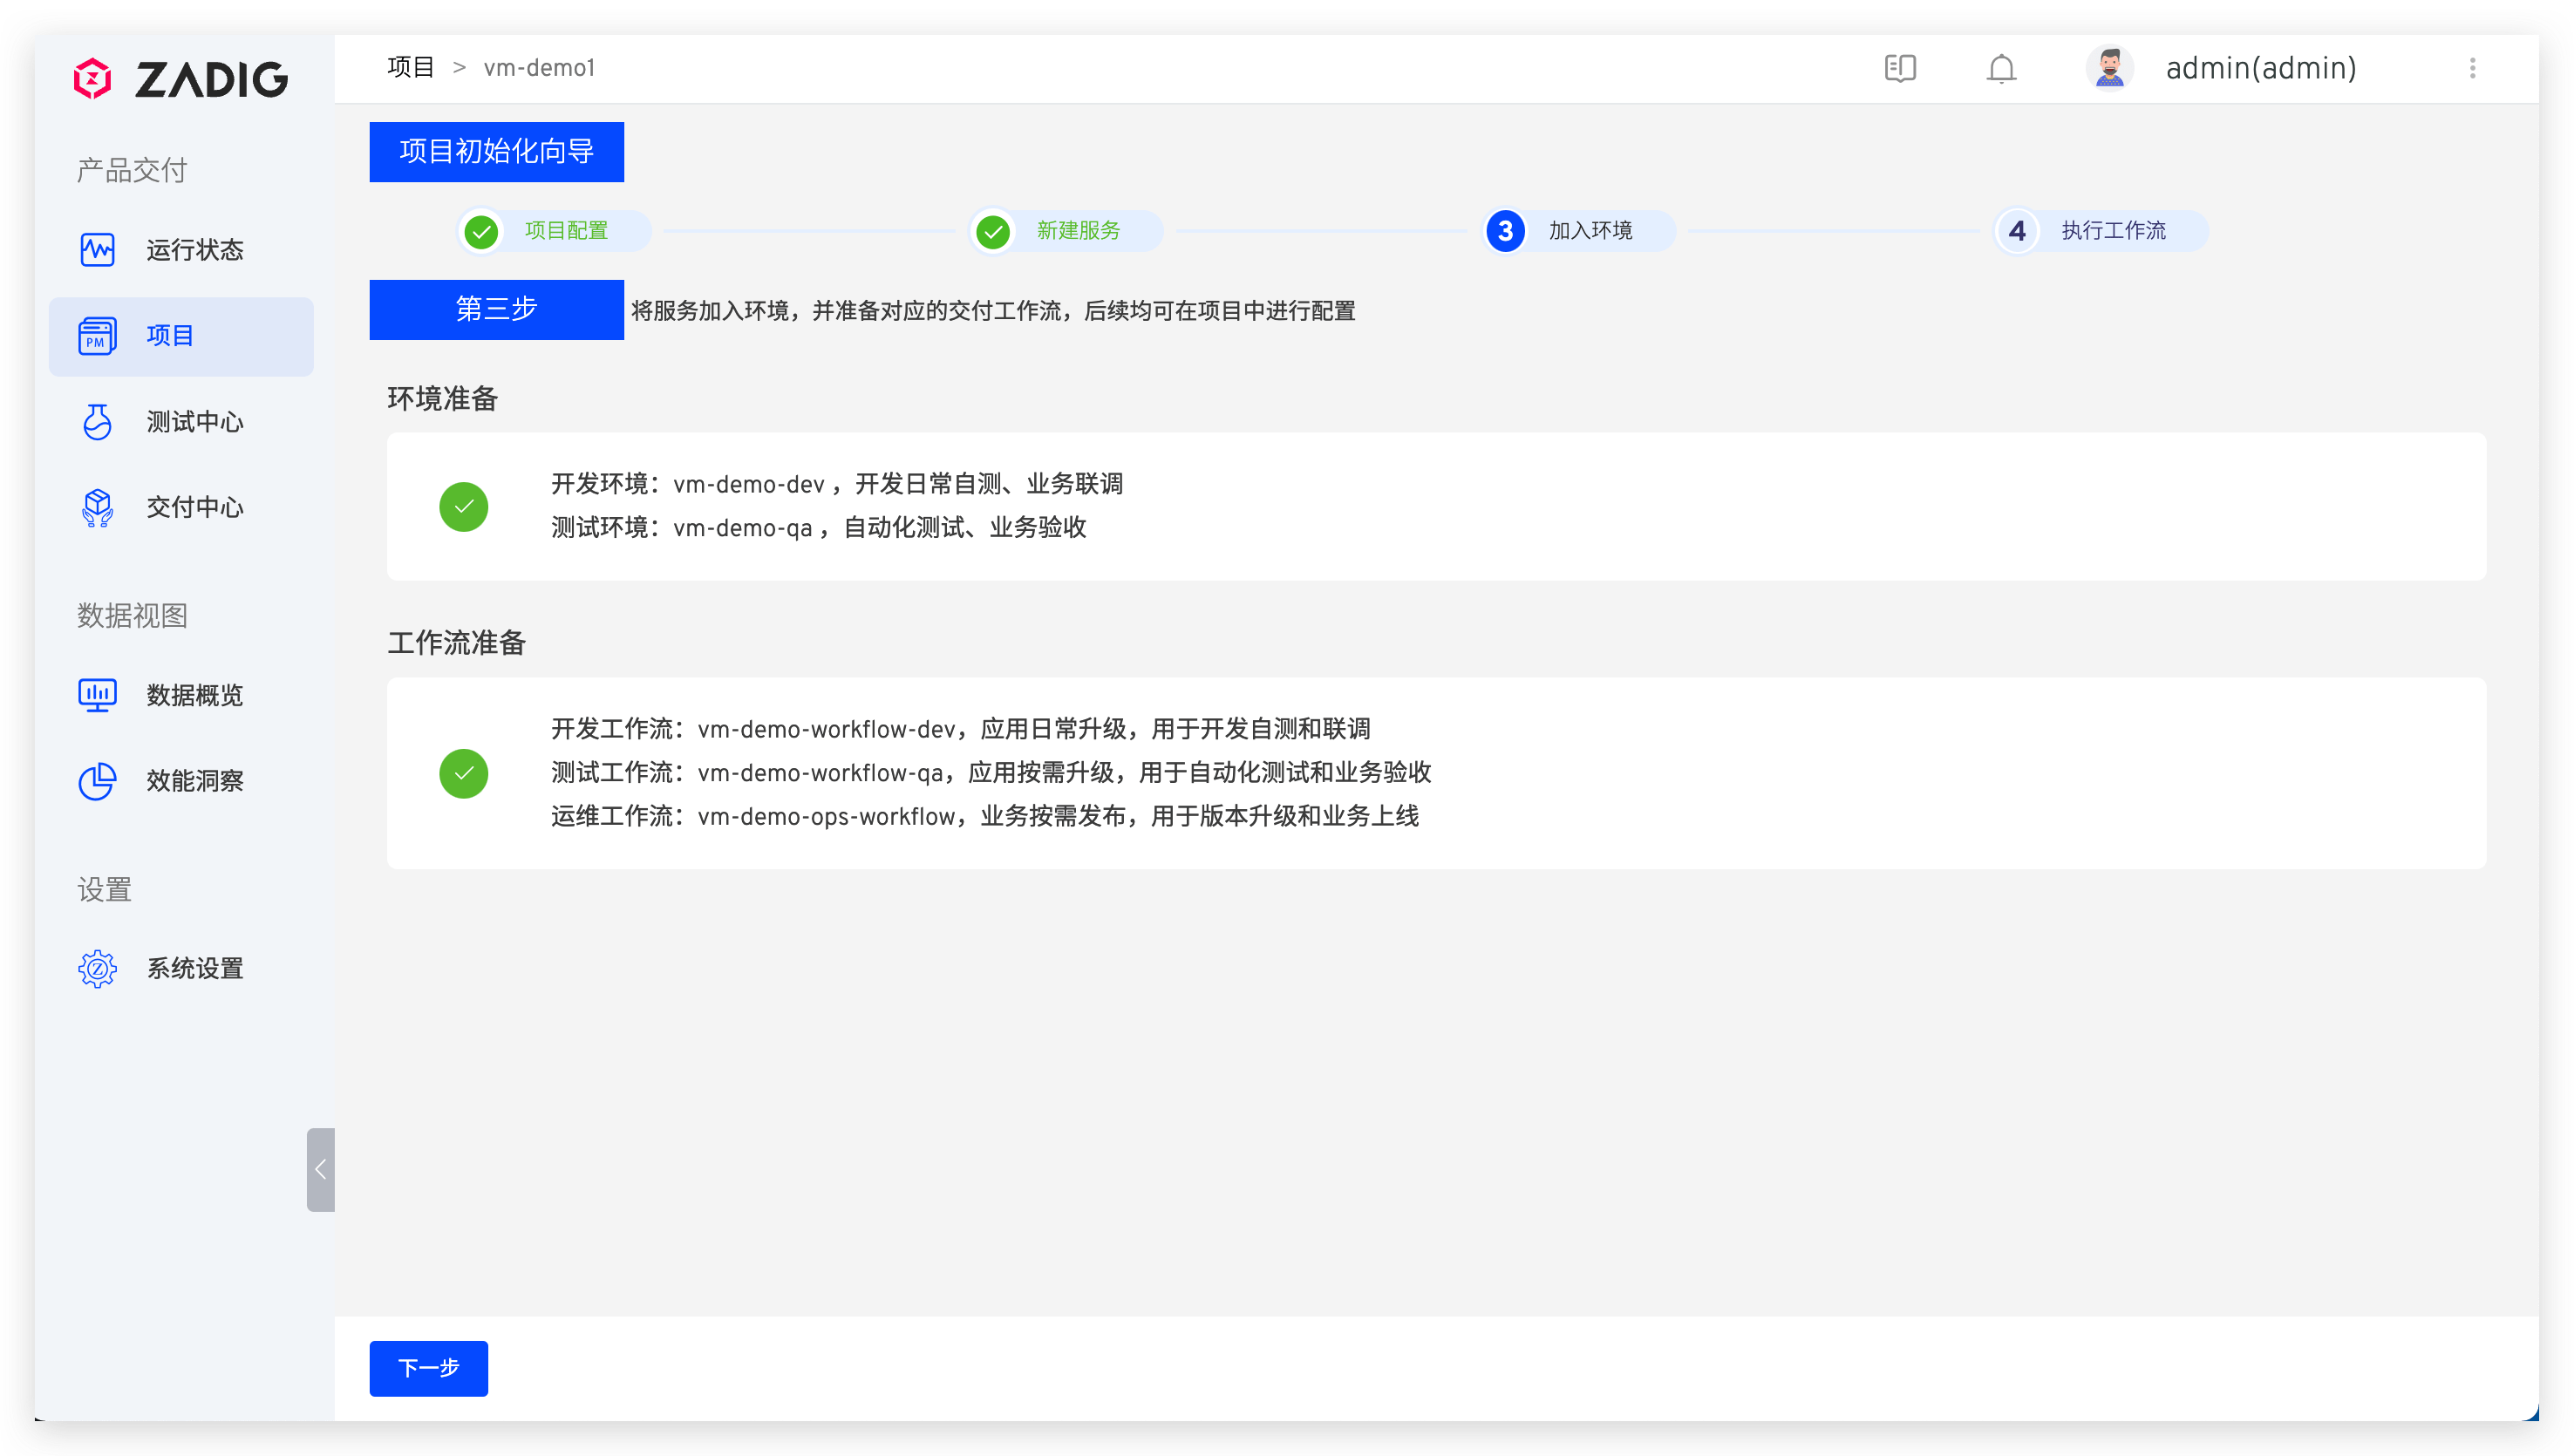 ZADIG
产品交付
运行状态
PM
项目
测试中心
交付中心
数据视图
数据概览
效能洞察
设置
Z
系统设置
项目 > vm-demo1
admin(admin)
项目初始化向导
项目配置
新建服务
3 加入环境
4 执行工作流
第三步 将服务加入环境，并准备对应的交付工作流，后续均可在项目中进行配置
环境准备
开发环境：vm-demo-dev ，开发日常自测、业务联调
测试环境：vm-demo-qa ，自动化测试、业务验收
工作流准备
开发工作流：vm-demo-workflow-dev，应用日常升级，用于开发自测和联调
测试工作流：vm-demo-workflow-qa，应用按需升级，用于自动化测试和业务验收
运维工作流：vm-demo-ops-workflow，业务按需发布，用于版本升级和业务上线
下一步